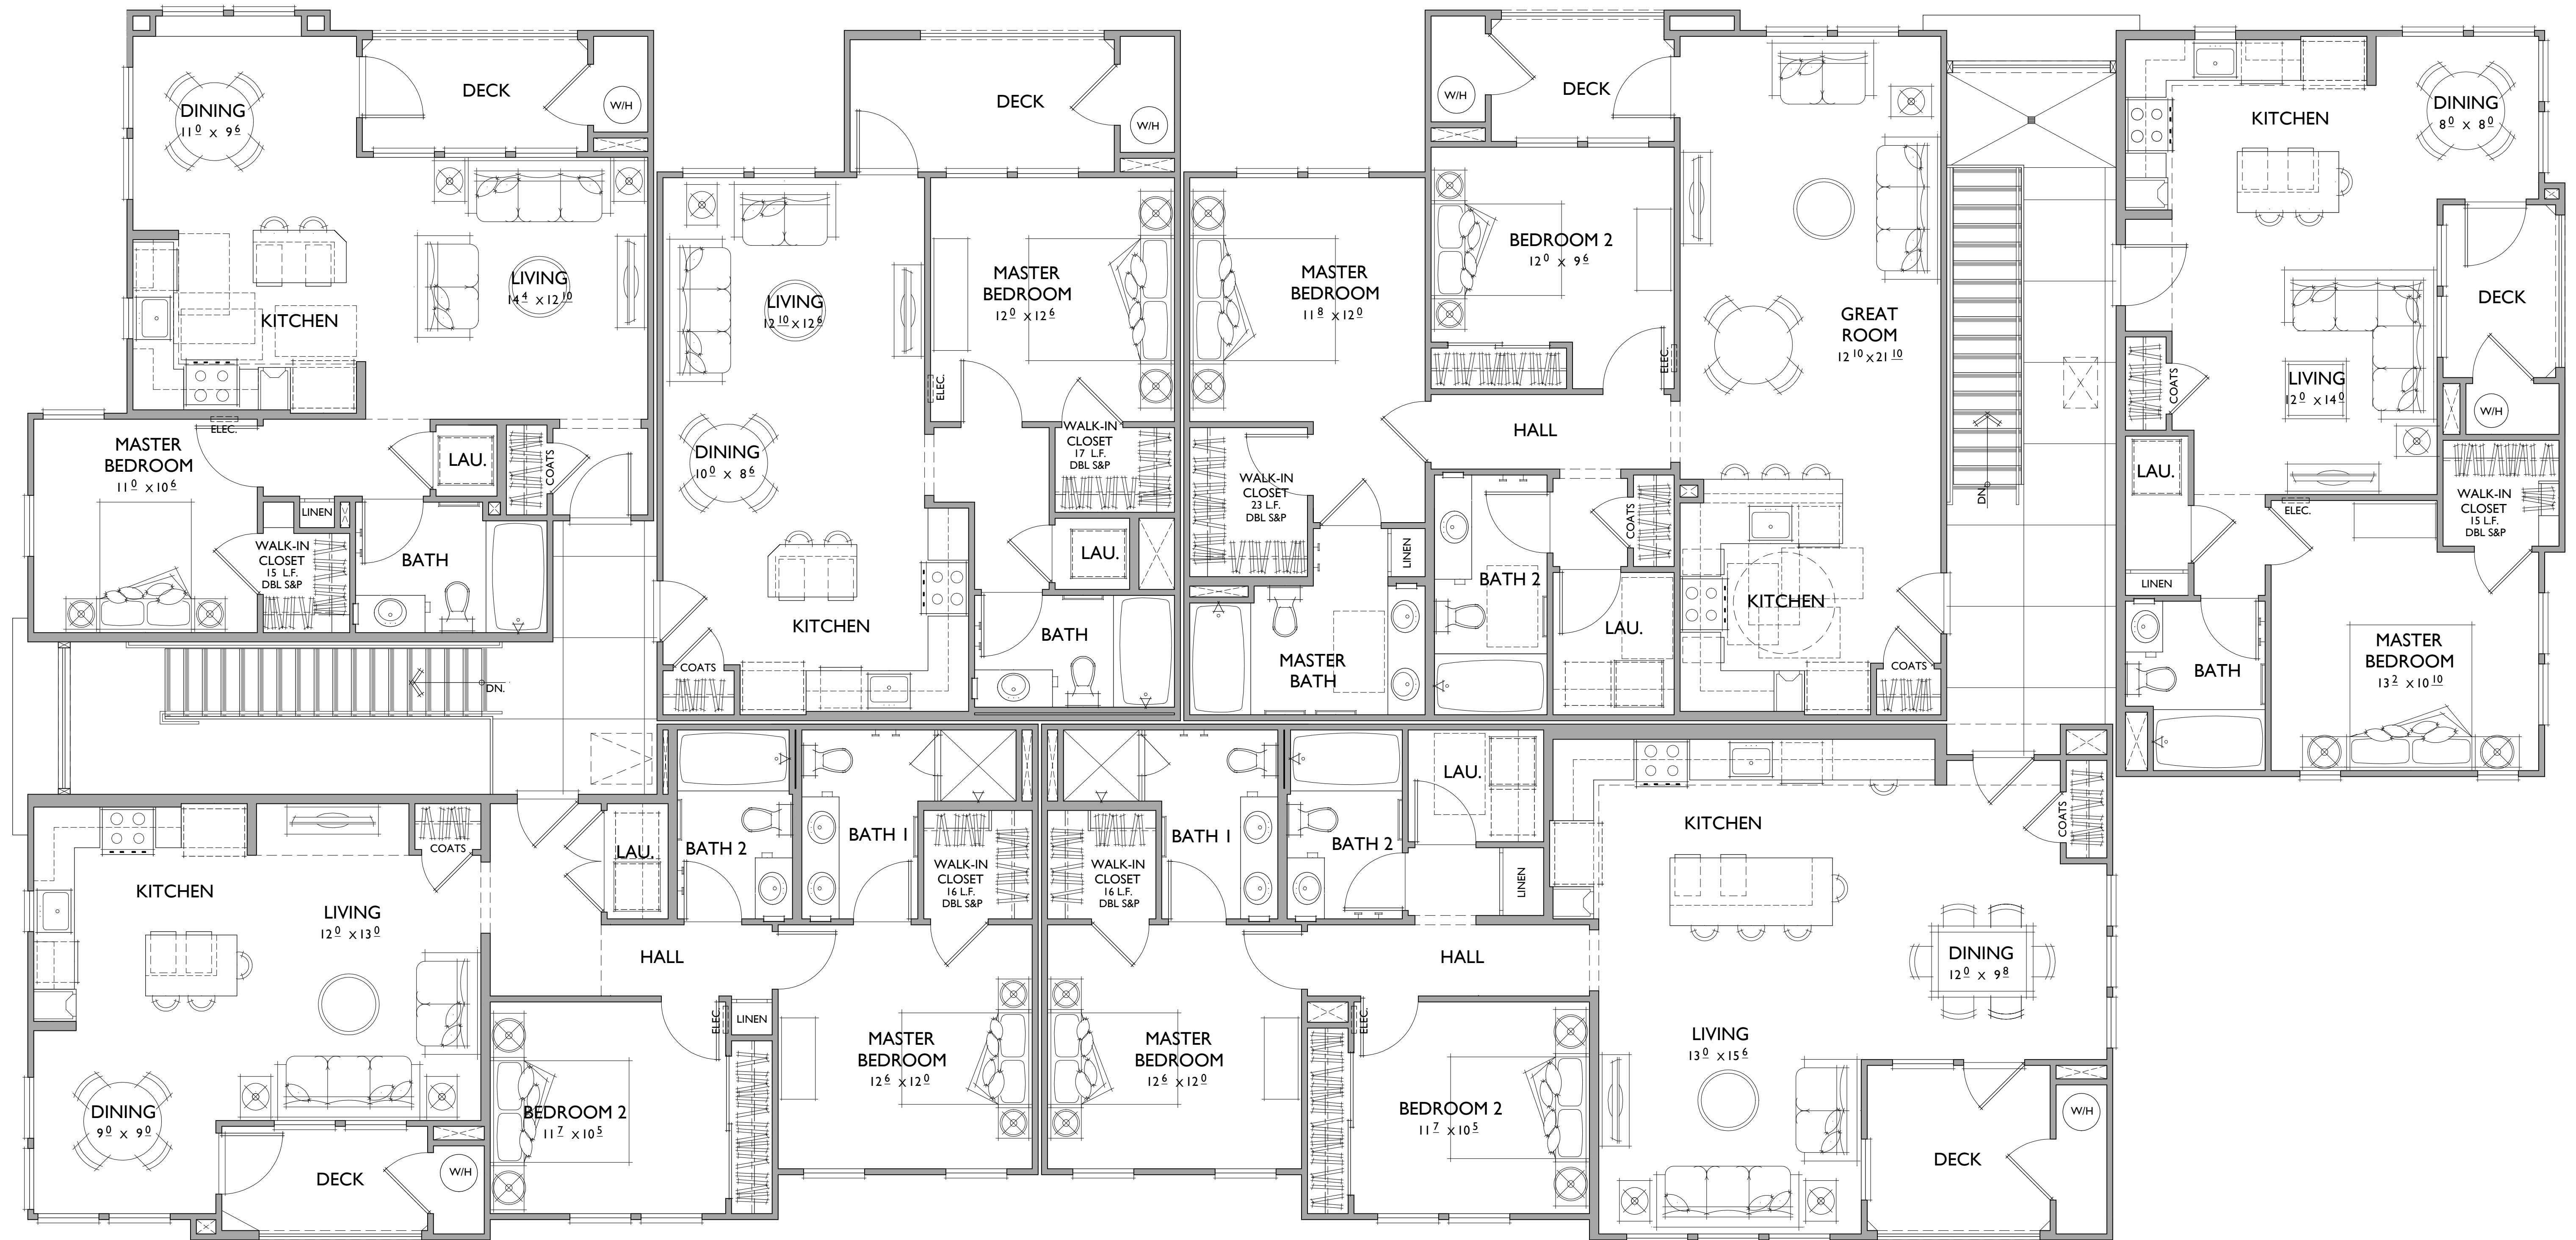 DINING
11⁰ x 9⁶
DECK
W/H
LIVING
14⁴ x 12¹⁰
KITCHEN
ELEC.
MASTER
BEDROOM
11⁰ x 10⁶
LAU.
COATS
LINEN
WALK-IN
CLOSET
15 L.F.
DBL S&P
BATH
DN.
DECK
W/H
LIVING
12¹⁰ x 12⁶
MASTER
BEDROOM
12⁰ x 12⁶
ELEC.
WALK-IN
CLOSET
17 L.F.
DBL S&P
DINING
10⁰ x 8⁶
LAU.
KITCHEN
BATH
COATS
W/H
DECK
BEDROOM 2
12⁰ x 9⁶
MASTER
BEDROOM
11⁸ x 12⁰
GREAT
ROOM
12¹⁰ x 21¹⁰
ELEC.
HALL
WALK-IN
CLOSET
23 L.F.
DBL S&P
COATS
LINEN
BATH 2
KITCHEN
LAU.
MASTER
BATH
COATS
DN.
KITCHEN
DINING
8⁰ x 8⁰
DECK
LIVING
12⁰ x 14⁰
COATS
W/H
LAU.
ELEC.
WALK-IN
CLOSET
15 L.F.
DBL S&P
LINEN
BATH
MASTER
BEDROOM
13² x 10¹⁰
KITCHEN
COATS
LIVING
12⁰ x 13⁰
LAU.
BATH 2
BATH 1
WALK-IN
CLOSET
16 L.F.
DBL S&P
HALL
ELEC.
LINEN
MASTER
BEDROOM
12⁶ x 12⁰
DINING
9⁰ x 9⁰
BEDROOM 2
11⁷ x 10⁵
DECK
W/H
WALK-IN
CLOSET
16 L.F.
DBL S&P
BATH 1
BATH 2
LAU.
LINEN
KITCHEN
COATS
HALL
DINING
12⁰ x 9⁸
ELEC.
MASTER
BEDROOM
12⁶ x 12⁰
LIVING
13⁰ x 15⁶
BEDROOM 2
11⁷ x 10⁵
W/H
DECK